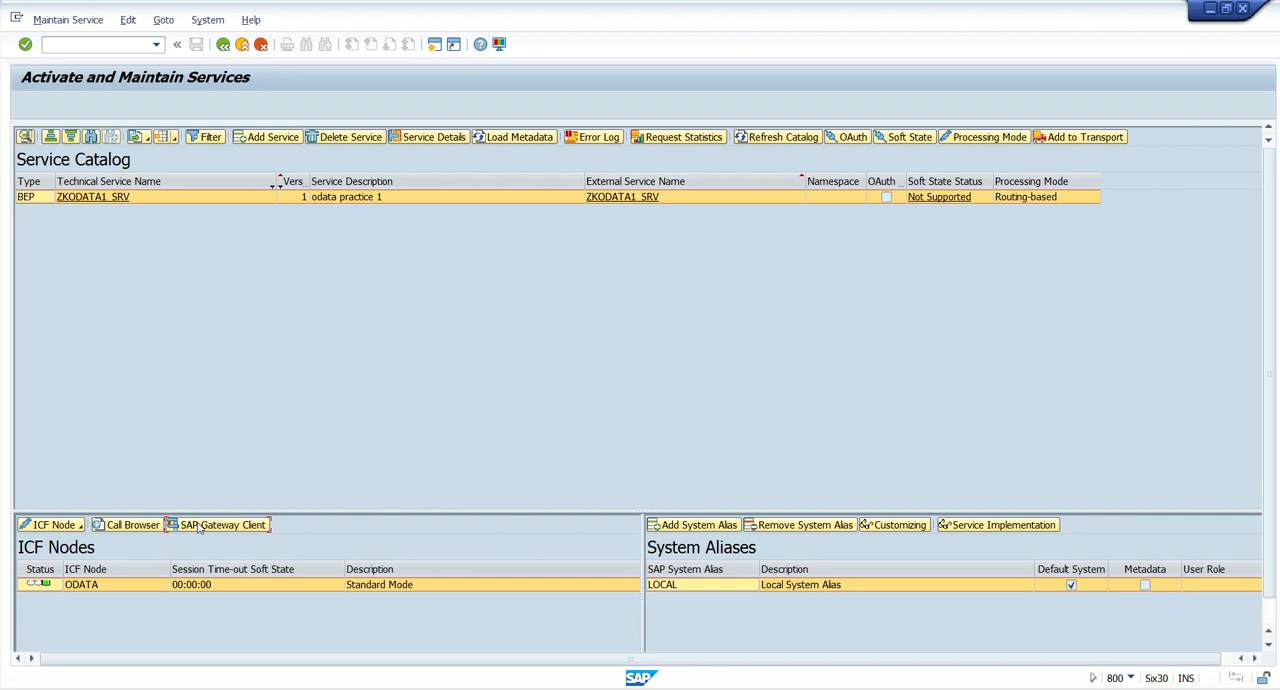 Maintain Service Edit Goto System Help
Activate and Maintain Services
Filter Add Service Delete Service Service Details Load Metadata Error Log Request Statistics Refresh Catalog OAuth Soft State Processing Mode Add to Transport
Service Catalog
Type Technical Service Name Vers.. Service Description External Service Name Namespace OAuth ... Soft State Status Processing Mode
BEP ZKODATA1_SRV 1 odata practice 1 ZKODATA1_SRV Not Supported Routing-based
ICF Node Call Browser SAP Gateway Client Add System Alias Remove System Alias Customizing Service Implementation
ICF Nodes System Aliases
Status ICF Node Session Time-out Soft State Description SAP System Alias Description Default System Metadata User Role
ODATA 00:00:00 Standard Mode LOCAL Local System Alias
SAP 800 Six30 INS